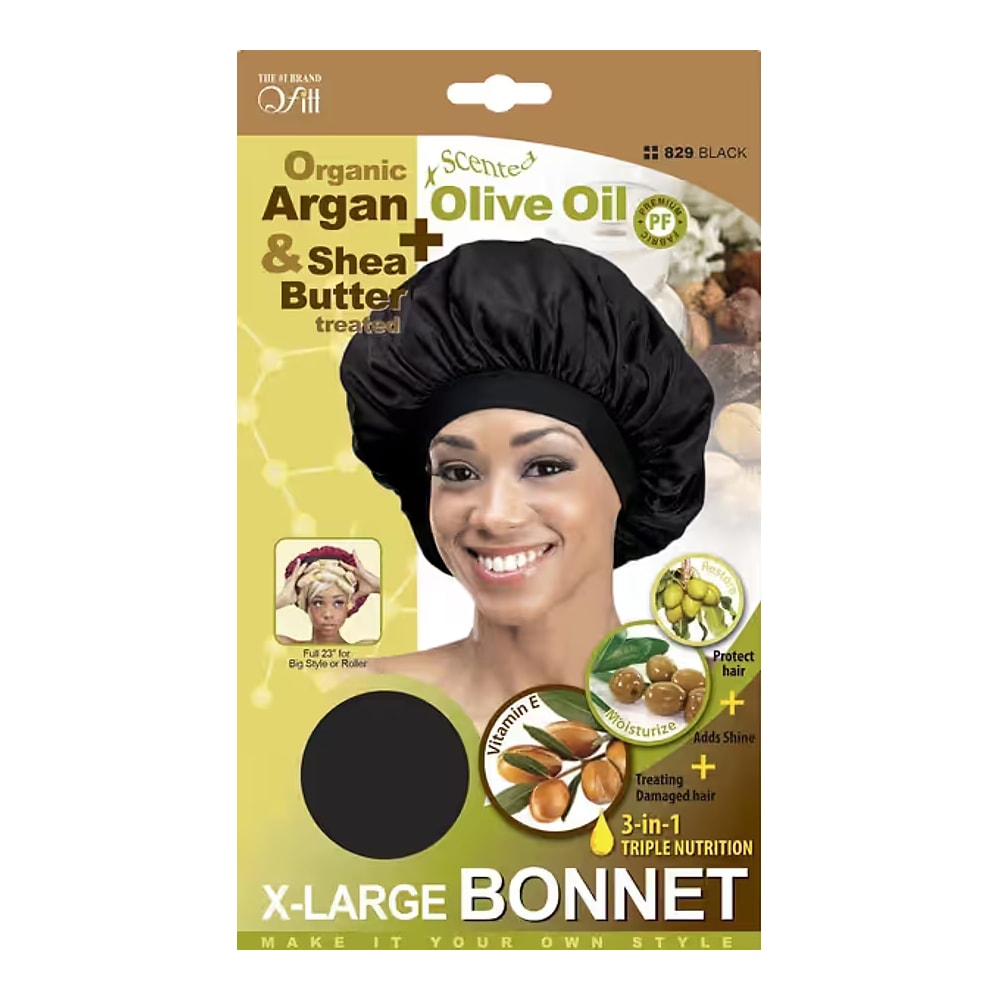 THE #1 BRAND
Qfitt
829 BLACK
Organic
Argan
& Shea
Butter
treated
+
Scented
Olive Oil
PREMIUM
PF
FABRIC
Full 23" for
Big Style or Roller
Restore
Protect
hair
+
Moisturize
Adds Shine
+
Vitamin E
Treating
Damaged hair
3-in-1
TRIPLE NUTRITION
X-LARGE BONNET
MAKE IT YOUR OWN STYLE